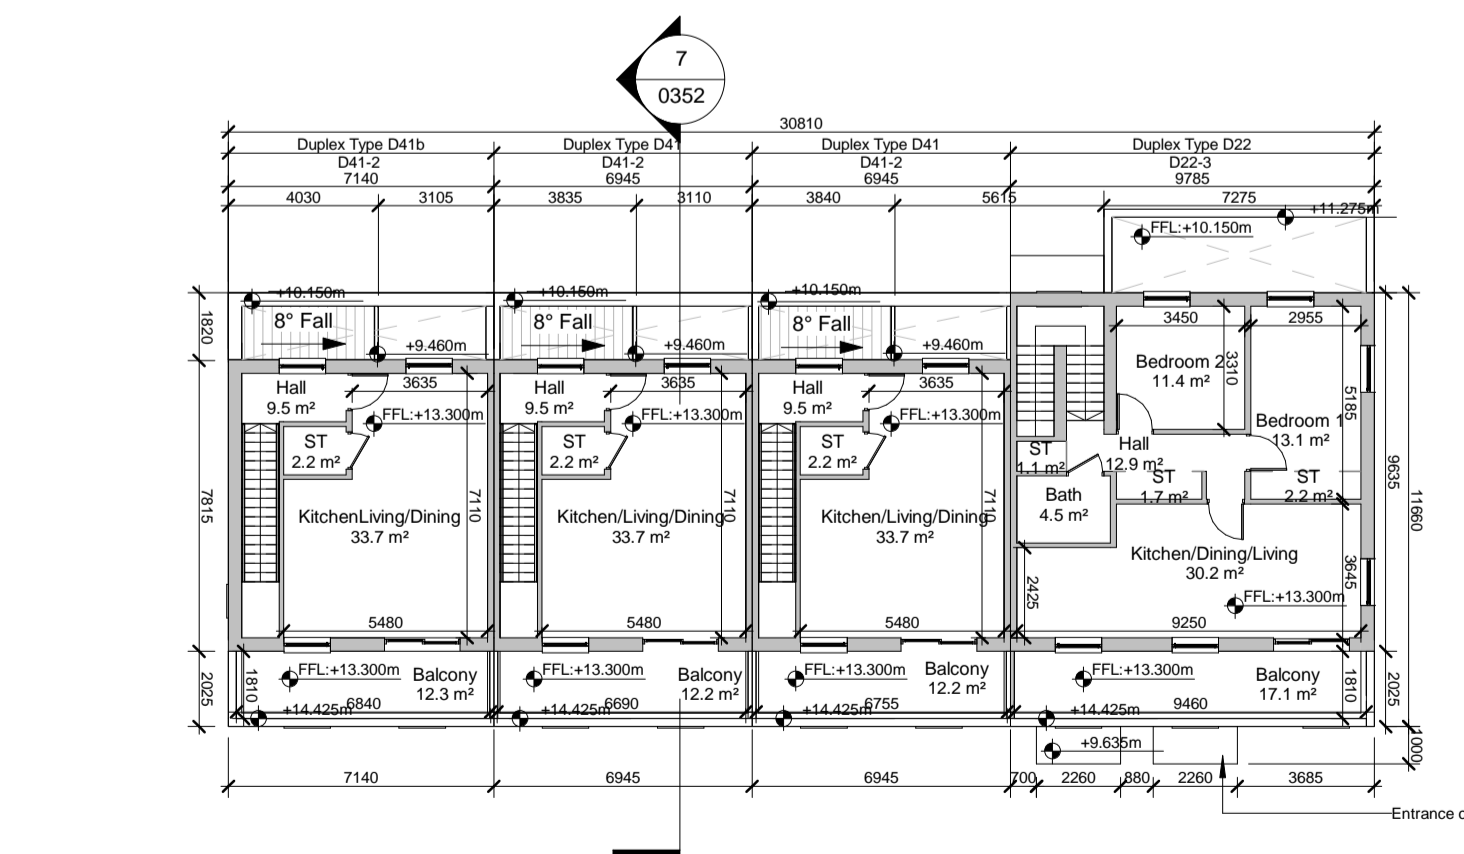 7
0352
30810
Duplex Type D41b
Duplex Type D41
Duplex Type D41
Duplex Type D22
D41-2
D41-2
D41-2
D22-3
7140
6945
6945
9785
4030
3105
3835
3110
3840
5615
7275
+11.275m
FFL:+10.150m
+10.150m
+10.150m
+10.150m
1820
8° Fall
8° Fall
8° Fall
3450
2955
+9.460m
+9.460m
+9.460m
Bedroom 2
11.4 m²
3310
Hall
9.5 m²
3635
Hall
9.5 m²
3635
Hall
9.5 m²
3635
5185
FFL:+13.300m
FFL:+13.300m
FFL:+13.300m
Bedroom 1
13.1 m²
ST
2.2 m²
ST
2.2 m²
ST
2.2 m²
ST
1.1 m²
Hall
12.9 m²
ST
1.7 m²
ST
2.2 m²
9635
11660
7815
7110
7110
7110
Bath
4.5 m²
KitchenLiving/Dining
33.7 m²
Kitchen/Living/Dining
33.7 m²
Kitchen/Living/Dining
33.7 m²
Kitchen/Dining/Living
30.2 m²
2425
3645
FFL:+13.300m
5480
5480
5480
9250
2025
1810
FFL:+13.300m
Balcony
12.3 m²
FFL:+13.300m
Balcony
12.2 m²
FFL:+13.300m
Balcony
12.2 m²
FFL:+13.300m
Balcony
17.1 m²
1810
2025
6840
6690
6755
9460
+14.425m
+14.425m
+14.425m
+14.425m
+9.635m
1000
7140
6945
6945
700
2260
880
2260
3685
Entrance c